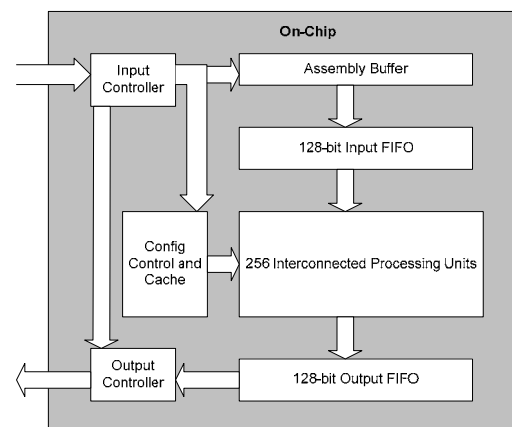 On-Chip
Input
Controller
Assembly Buffer
128-bit Input FIFO
Config
Control and
Cache
256 Interconnected Processing Units
Output
Controller
128-bit Output FIFO